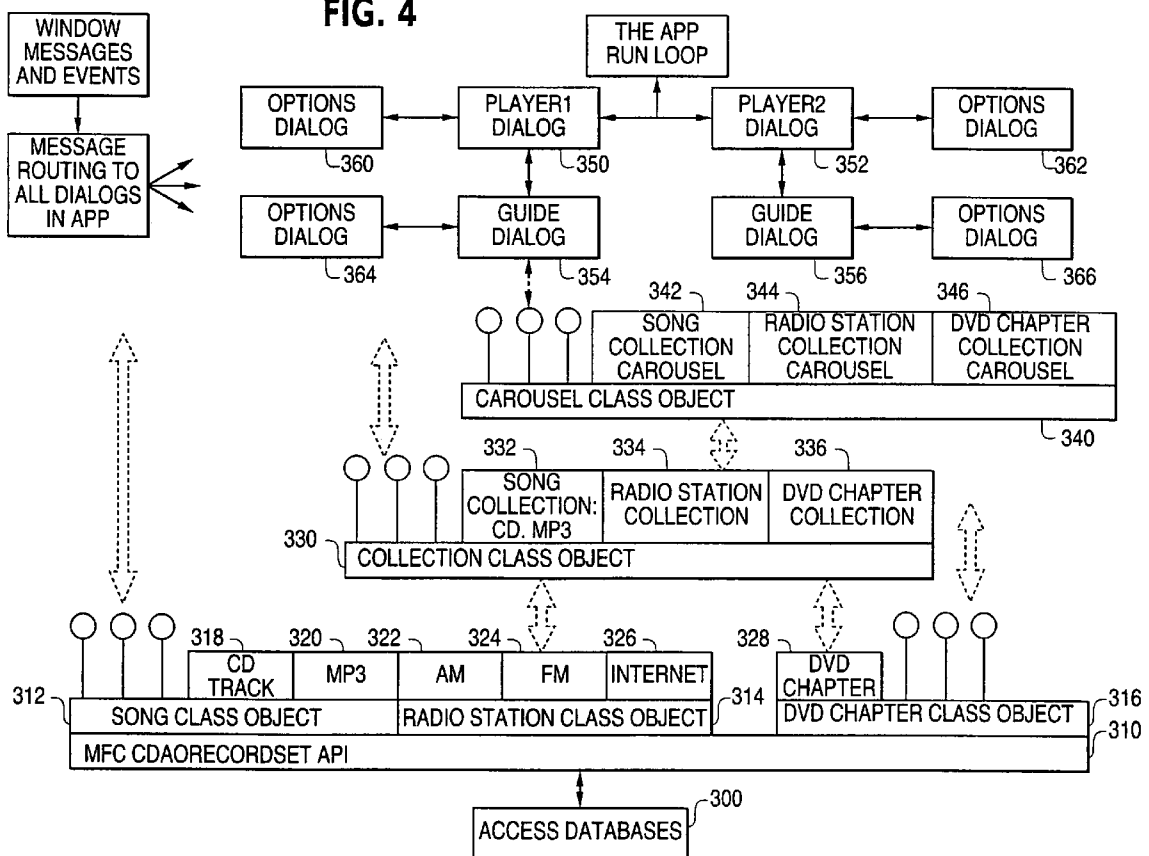 FIG. 4
WINDOW
MESSAGES
AND EVENTS
THE APP
RUN LOOP
MESSAGE
ROUTING TO
ALL DIALOGS
IN APP
OPTIONS
DIALOG
360
PLAYER1
DIALOG
350
PLAYER2
DIALOG
352
OPTIONS
DIALOG
362
OPTIONS
DIALOG
364
GUIDE
DIALOG
354
GUIDE
DIALOG
356
OPTIONS
DIALOG
366
342
344
346
SONG
COLLECTION
CAROUSEL
RADIO STATION
COLLECTION
CAROUSEL
DVD CHAPTER
COLLECTION
CAROUSEL
CAROUSEL CLASS OBJECT
340
332
334
336
SONG
COLLECTION:
CD. MP3
RADIO STATION
COLLECTION
DVD CHAPTER
COLLECTION
330
COLLECTION CLASS OBJECT
318
320
322
324
326
328
CD
TRACK
MP3
AM
FM
INTERNET
DVD
CHAPTER
312
SONG CLASS OBJECT
RADIO STATION CLASS OBJECT
314
DVD CHAPTER CLASS OBJECT
316
MFC CDAORECORDSET API
310
300
ACCESS DATABASES